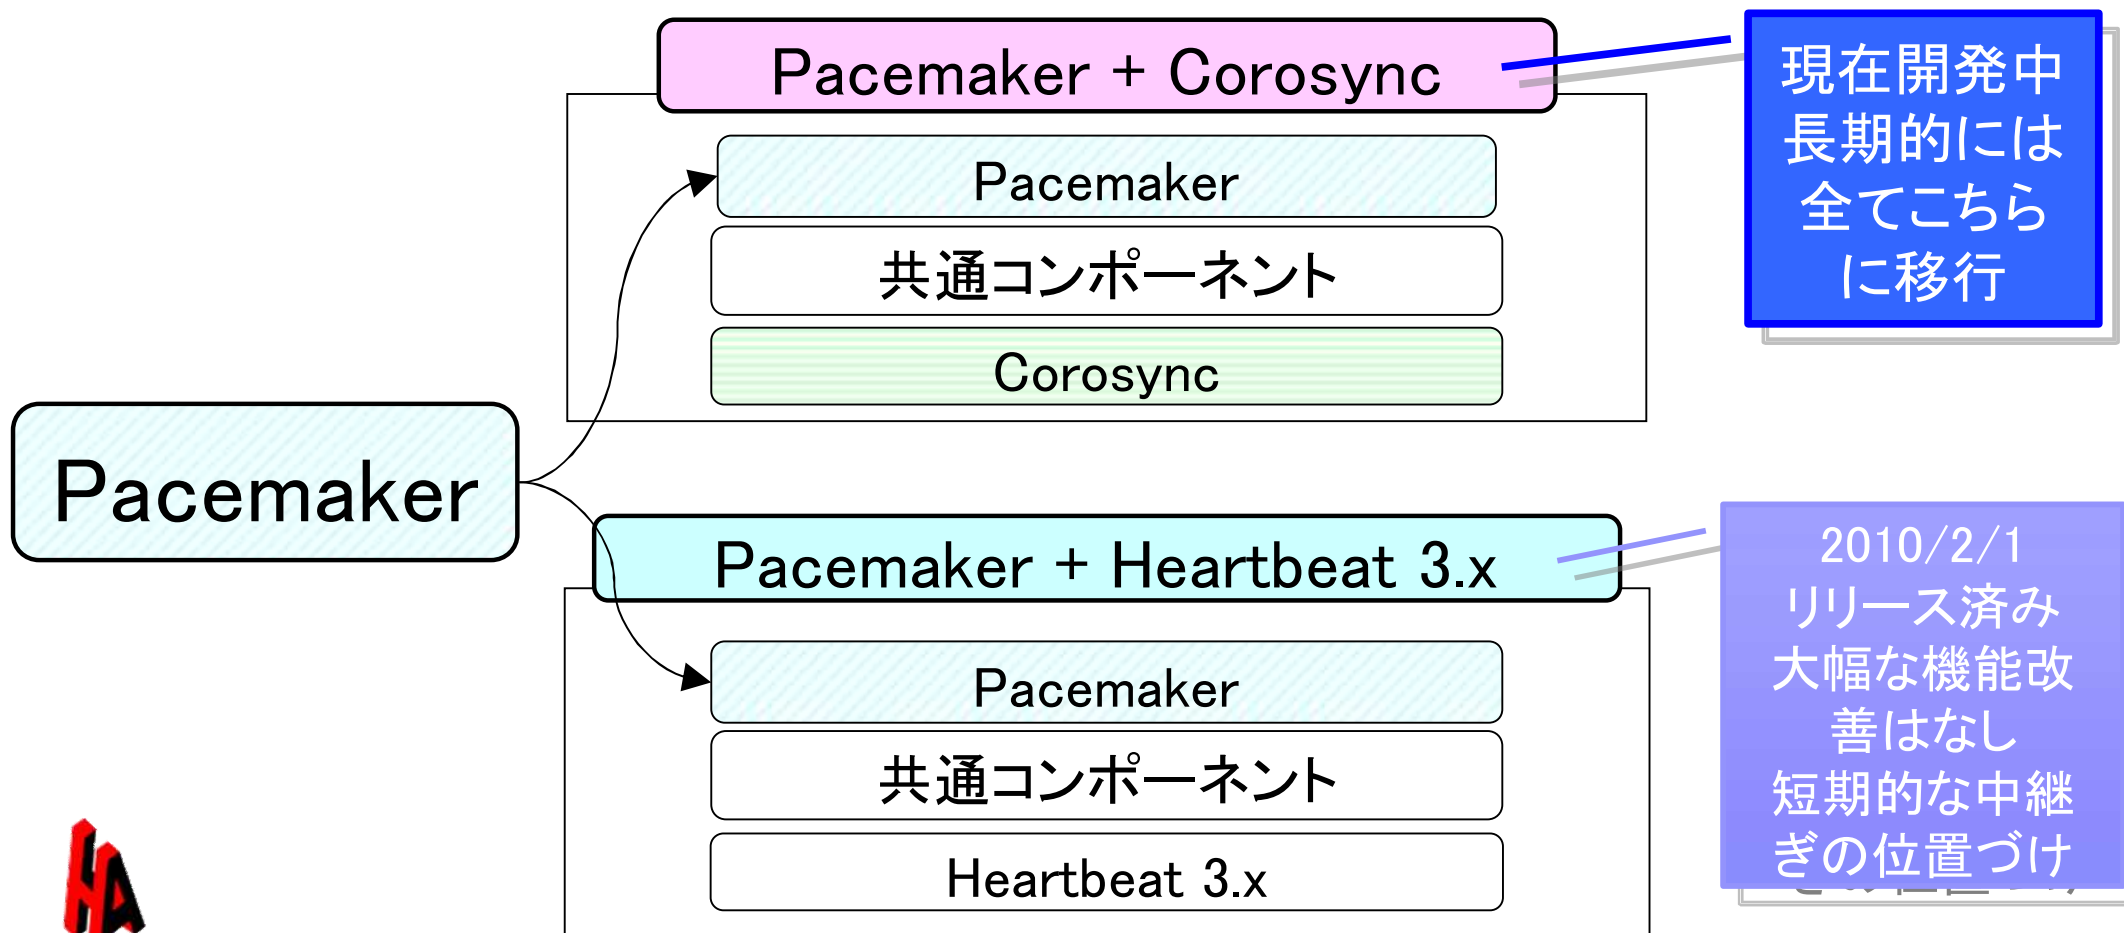 Pacemaker + Corosync
Pacemaker
共通コンポーネント
Corosync
現在開発中
長期的には
全てこちら
に移行
Pacemaker
Pacemaker + Heartbeat 3.x
Pacemaker
共通コンポーネント
Heartbeat 3.x
2010/2/1
リリース済み
大幅な機能改
善はなし
短期的な中継
ぎの位置づけ
HA